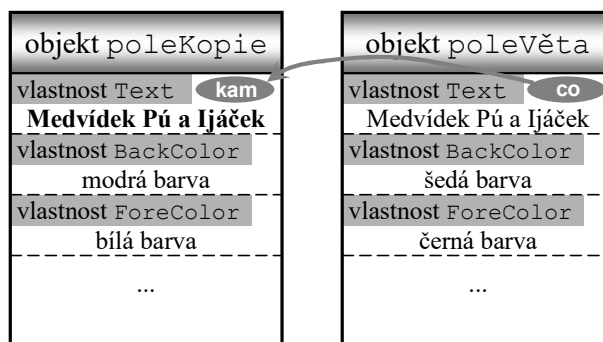 objekt poleKopie
vlastnost Text kam
Medvídek Pú a Ijáček
vlastnost BackColor
modrá barva
vlastnost ForeColor
bílá barva
...
objekt poleVěta
vlastnost Text co
Medvídek Pú a Ijáček
vlastnost BackColor
šedá barva
vlastnost ForeColor
černá barva
...